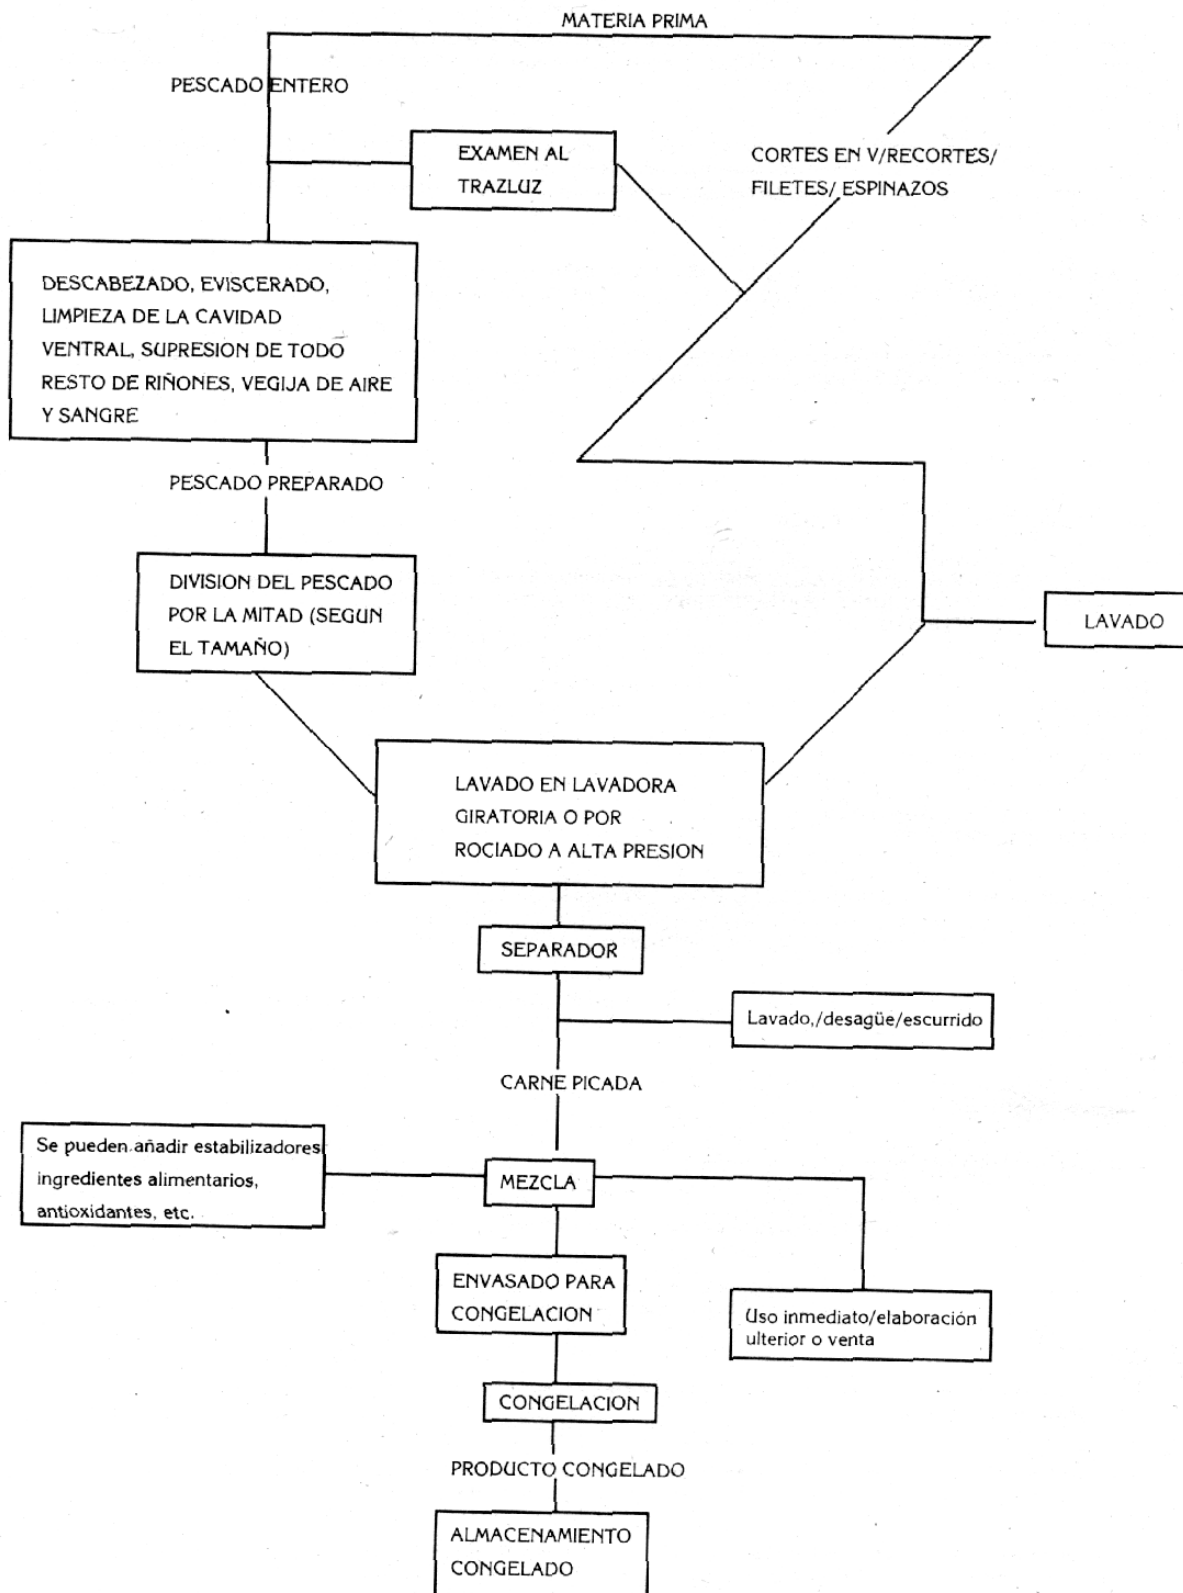 MATERIA PRIMA
PESCADO ENTERO
EXAMEN AL
TRAZLUZ
CORTES EN V/RECORTES/
FILETES/ ESPINAZOS
DESCABEZADO, EVISCERADO,
LIMPIEZA DE LA CAVIDAD
VENTRAL, SUPRESION DE TODO
RESTO DE RIÑONES, VEGIJA DE AIRE
Y SANGRE
PESCADO PREPARADO
DIVISION DEL PESCADO
POR LA MITAD (SEGUN
EL TAMAÑO)
LAVADO
LAVADO EN LAVADORA
GIRATORIA O POR
ROCIADO A ALTA PRESION
SEPARADOR
Lavado,/desagüe/escurrido
CARNE PICADA
Se pueden añadir estabilizadores
ingredientes alimentarios,
antioxidantes, etc.
MEZCLA
ENVASADO PARA
CONGELACION
Uso inmediato/elaboración
ulterior o venta
CONGELACION
PRODUCTO CONGELADO
ALMACENAMIENTO
CONGELADO